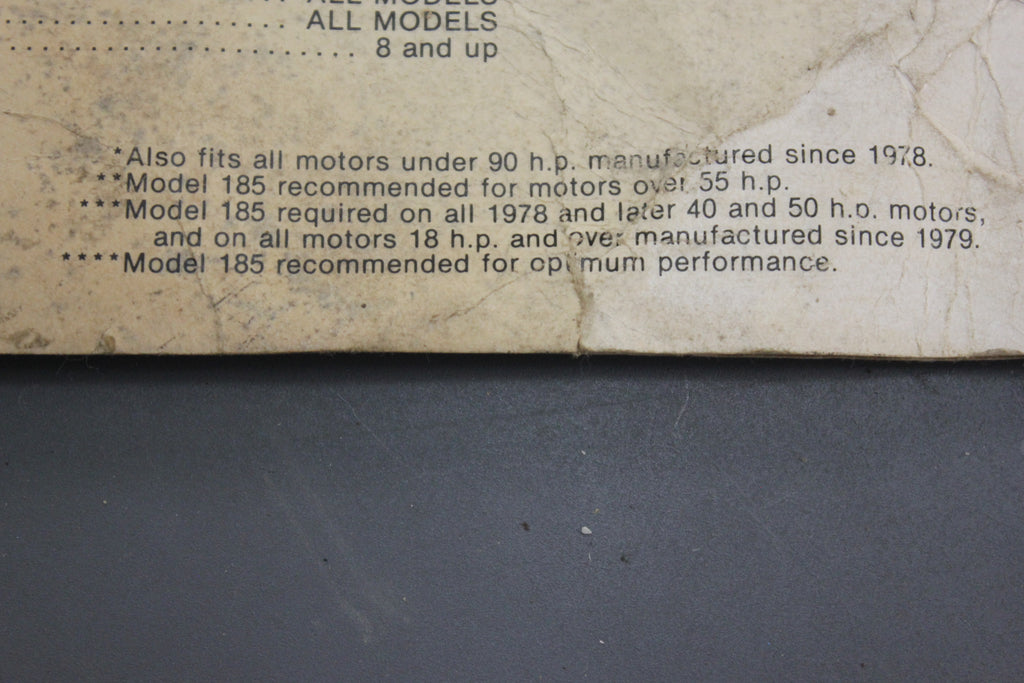 ALL MODELS
................ ALL MODELS
.................... 8 and up
*Also fits all motors under 90 h.p. manufactured since 1978.
**Model 185 recommended for motors over 55 h.p.
***Model 185 required on all 1978 and later 40 and 50 h.p. motors,
and on all motors 18 h.p. and over manufactured since 1979.
****Model 185 recommended for optimum performance.